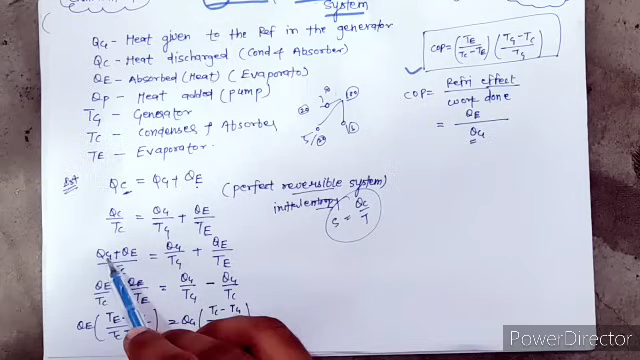 System
QG - Heat given to the Ref in the generator
QC - Heat discharged (Cond & Absorber)
QE - Absorbed (Heat) (Evaporato)
Qp - Heat added (pump)
TG - Generator
TC - Condenser & Absorber
TE - Evaporator
COP = (TE / TC - TE) (TG - TC / TG)
COP = Refri effect / work done
= QE / QG
QC = QG + QE
(perfect reversible system)
QC / TC = QG / TG + QE / TE
S = QC / T
QG + QE / TC = QG / TG + QE / TE
QE / TC - QE / TE = QG / TG - QG / TC
= QG (TC - TG
PowerDirector